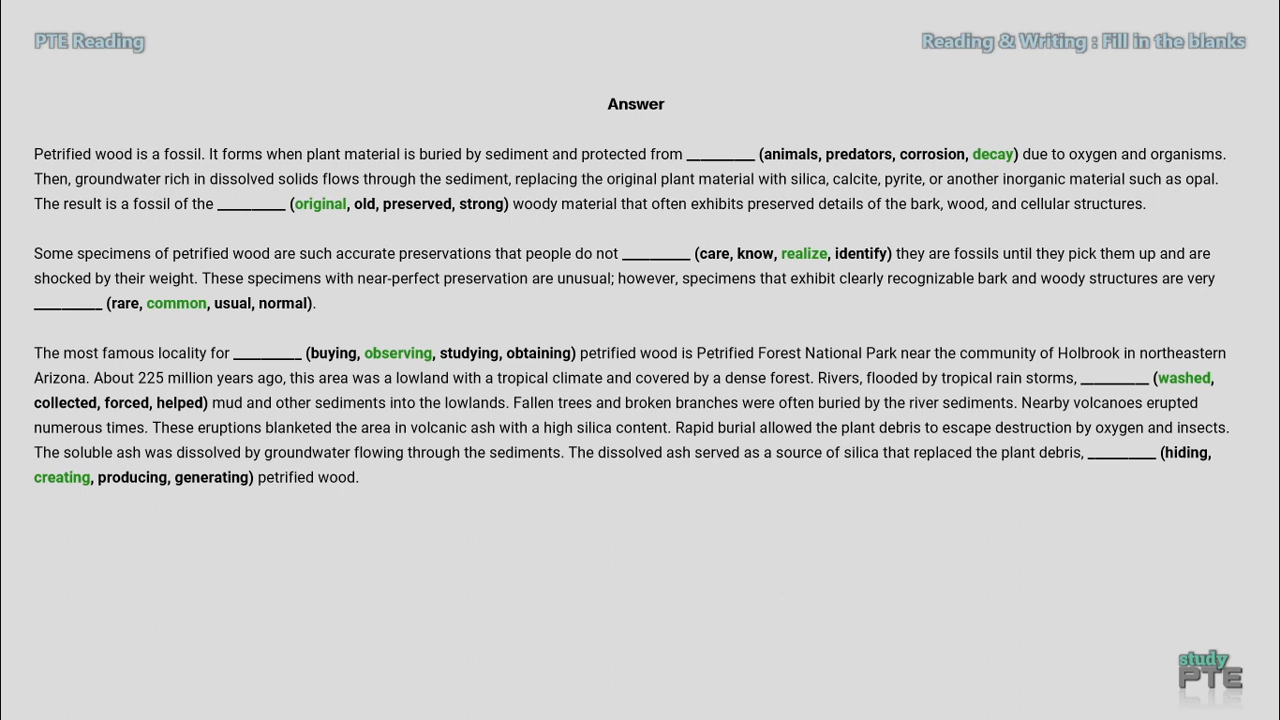 PTE Reading
Reading & Writing : Fill in the blanks
Answer
Petrified wood is a fossil. It forms when plant material is buried by sediment and protected from _________ (animals, predators, corrosion, decay) due to oxygen and organisms.
Then, groundwater rich in dissolved solids flows through the sediment, replacing the original plant material with silica, calcite, pyrite, or another inorganic material such as opal.
The result is a fossil of the _________ (original, old, preserved, strong) woody material that often exhibits preserved details of the bark, wood, and cellular structures.
Some specimens of petrified wood are such accurate preservations that people do not _________ (care, know, realize, identify) they are fossils until they pick them up and are
shocked by their weight. These specimens with near-perfect preservation are unusual; however, specimens that exhibit clearly recognizable bark and woody structures are very
_________ (rare, common, usual, normal).
The most famous locality for _________ (buying, observing, studying, obtaining) petrified wood is Petrified Forest National Park near the community of Holbrook in northeastern
Arizona. About 225 million years ago, this area was a lowland with a tropical climate and covered by a dense forest. Rivers, flooded by tropical rain storms, _________ (washed,
collected, forced, helped) mud and other sediments into the lowlands. Fallen trees and broken branches were often buried by the river sediments. Nearby volcanoes erupted
numerous times. These eruptions blanketed the area in volcanic ash with a high silica content. Rapid burial allowed the plant debris to escape destruction by oxygen and insects.
The soluble ash was dissolved by groundwater flowing through the sediments. The dissolved ash served as a source of silica that replaced the plant debris, _________ (hiding,
creating, producing, generating) petrified wood.
study
PTE